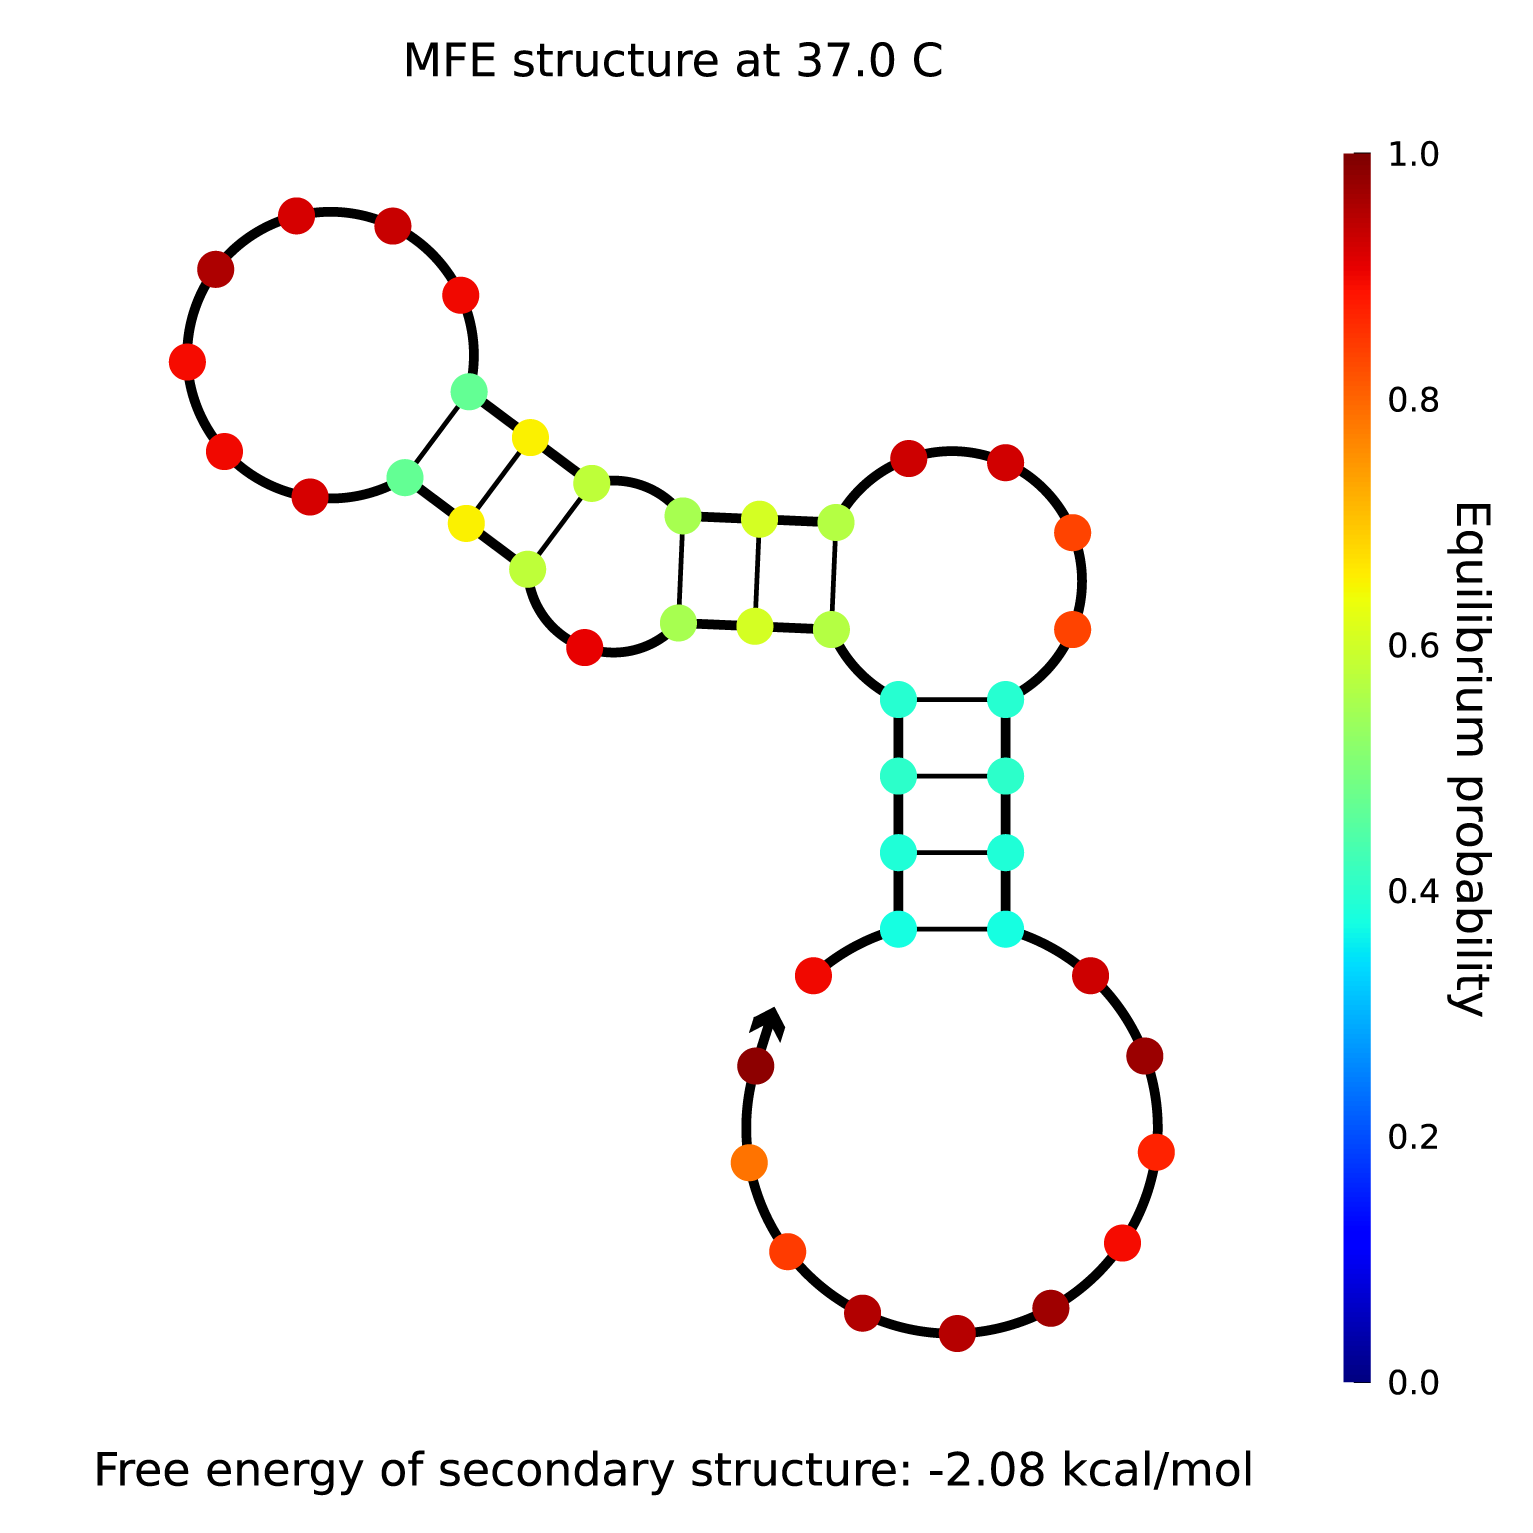 MFE structure at 37.0 C
1.0
0.8
0.6
0.4
0.2
0.0
Equilibrium probability
Free energy of secondary structure: -2.08 kcal/mol